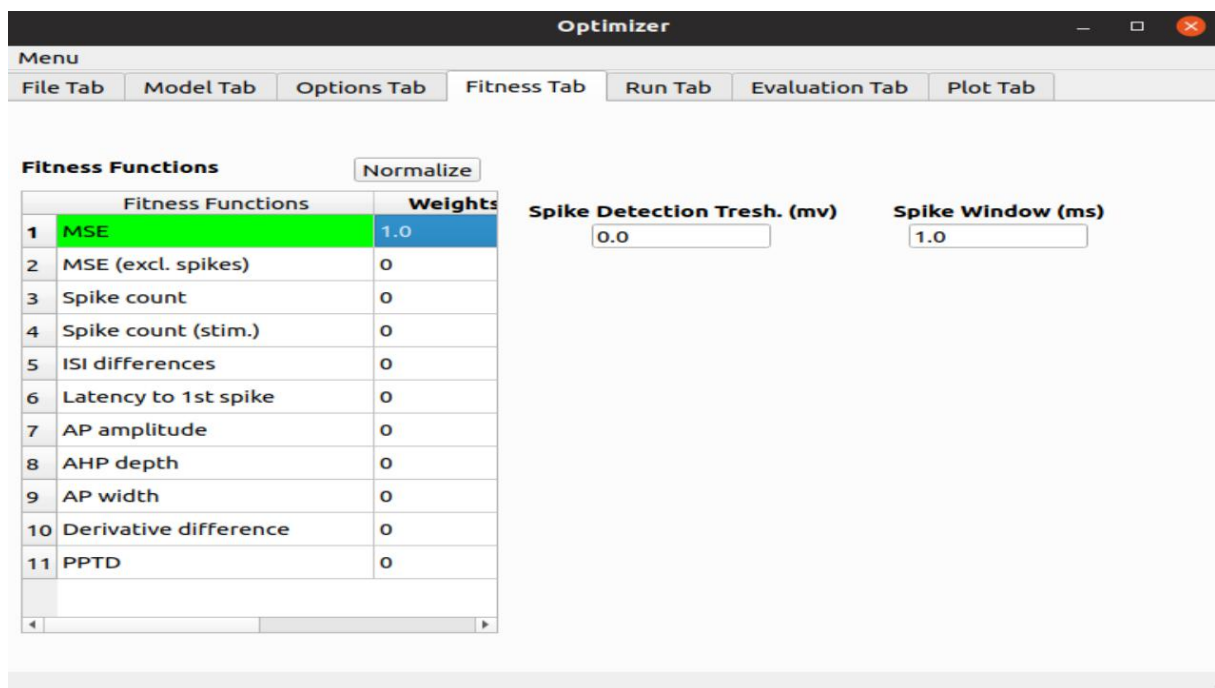 Optimizer
Menu
File Tab Model Tab Options Tab Fitness Tab Run Tab Evaluation Tab Plot Tab
Fitness Functions Normalize
Fitness Functions Weights
1 MSE 1.0
2 MSE (excl. spikes) 0
3 Spike count 0
4 Spike count (stim.) 0
5 ISI differences 0
6 Latency to 1st spike 0
7 AP amplitude 0
8 AHP depth 0
9 AP width 0
10 Derivative difference 0
11 PPTD 0
Spike Detection Tresh. (mv) Spike Window (ms)
0.0 1.0